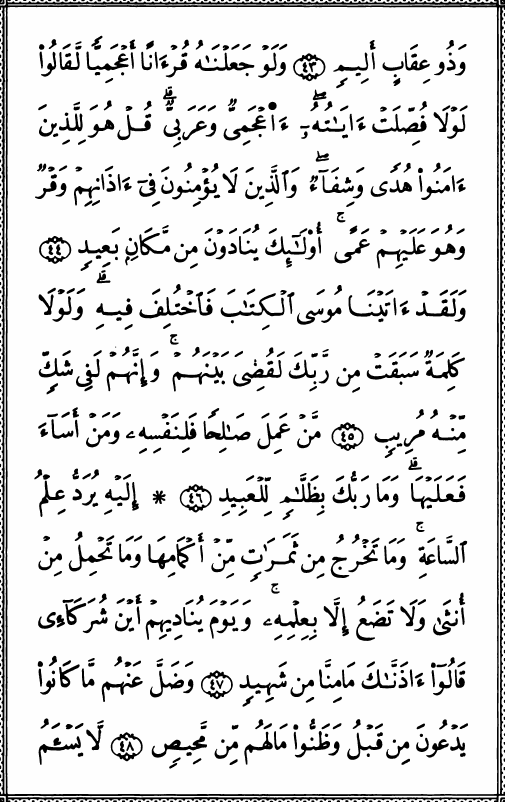 وَذُو عِقَابٍ أَلِيمٍ ٤٣ وَلَوْ جَعَلْنَـٰهُ قُرْءَانًا أَعْجَمِيًّا لَّقَالُوا۟
لَوْلَا فُصِّلَتْ ءَايَـٰتُهُۥٓ ۖ ءَا۬عْجَمِىٌّ وَعَرَبِىٌّ ۗ قُلْ هُوَ لِلَّذِينَ
ءَامَنُوا۟ هُدًى وَشِفَآءٌ ۖ وَٱلَّذِينَ لَا يُؤْمِنُونَ فِىٓ ءَاذَانِهِمْ وَقْرٌ
وَهُوَ عَلَيْهِمْ عَمًى ۚ أُو۟لَـٰٓئِكَ يُنَادَوْنَ مِن مَّكَانٍۭ بَعِيدٍ ٤٤
وَلَقَدْ ءَاتَيْنَا مُوسَى ٱلْكِتَـٰبَ فَٱخْتُلِفَ فِيهِ ۗ وَلَوْلَا
كَلِمَةٌ سَبَقَتْ مِن رَّبِّكَ لَقُضِىَ بَيْنَهُمْ ۚ وَإِنَّهُمْ لَفِى شَكٍّ
مِّنْهُ مُرِيبٍ ٤٥ مَّنْ عَمِلَ صَـٰلِحًا فَلِنَفْسِهِۦ وَمَنْ أَسَآءَ
فَعَلَيْهَا ۗ وَمَا رَبُّكَ بِظَلَّـٰمٍ لِّلْعَبِيدِ ٤٦ * إِلَيْهِ يُرَدُّ عِلْمُ
ٱلسَّاعَةِ ۚ وَمَا تَخْرُجُ مِن ثَمَرَٰتٍ مِّنْ أَكْمَامِهَا وَمَا تَحْمِلُ مِنْ
أُنثَىٰ وَلَا تَضَعُ إِلَّا بِعِلْمِهِۦ ۚ وَيَوْمَ يُنَادِيهِمْ أَيْنَ شُرَكَآءِى
قَالُوٓا۟ ءَاذَنَّـٰكَ مَا مِنَّا مِن شَهِيدٍ ٤٧ وَضَلَّ عَنْهُم مَّا كَانُوا۟
يَدْعُونَ مِن قَبْلُ وَظَنُّوا۟ مَا لَهُم مِّن مَّحِيصٍ ٤٨ لَّا يَسْـَٔمُ